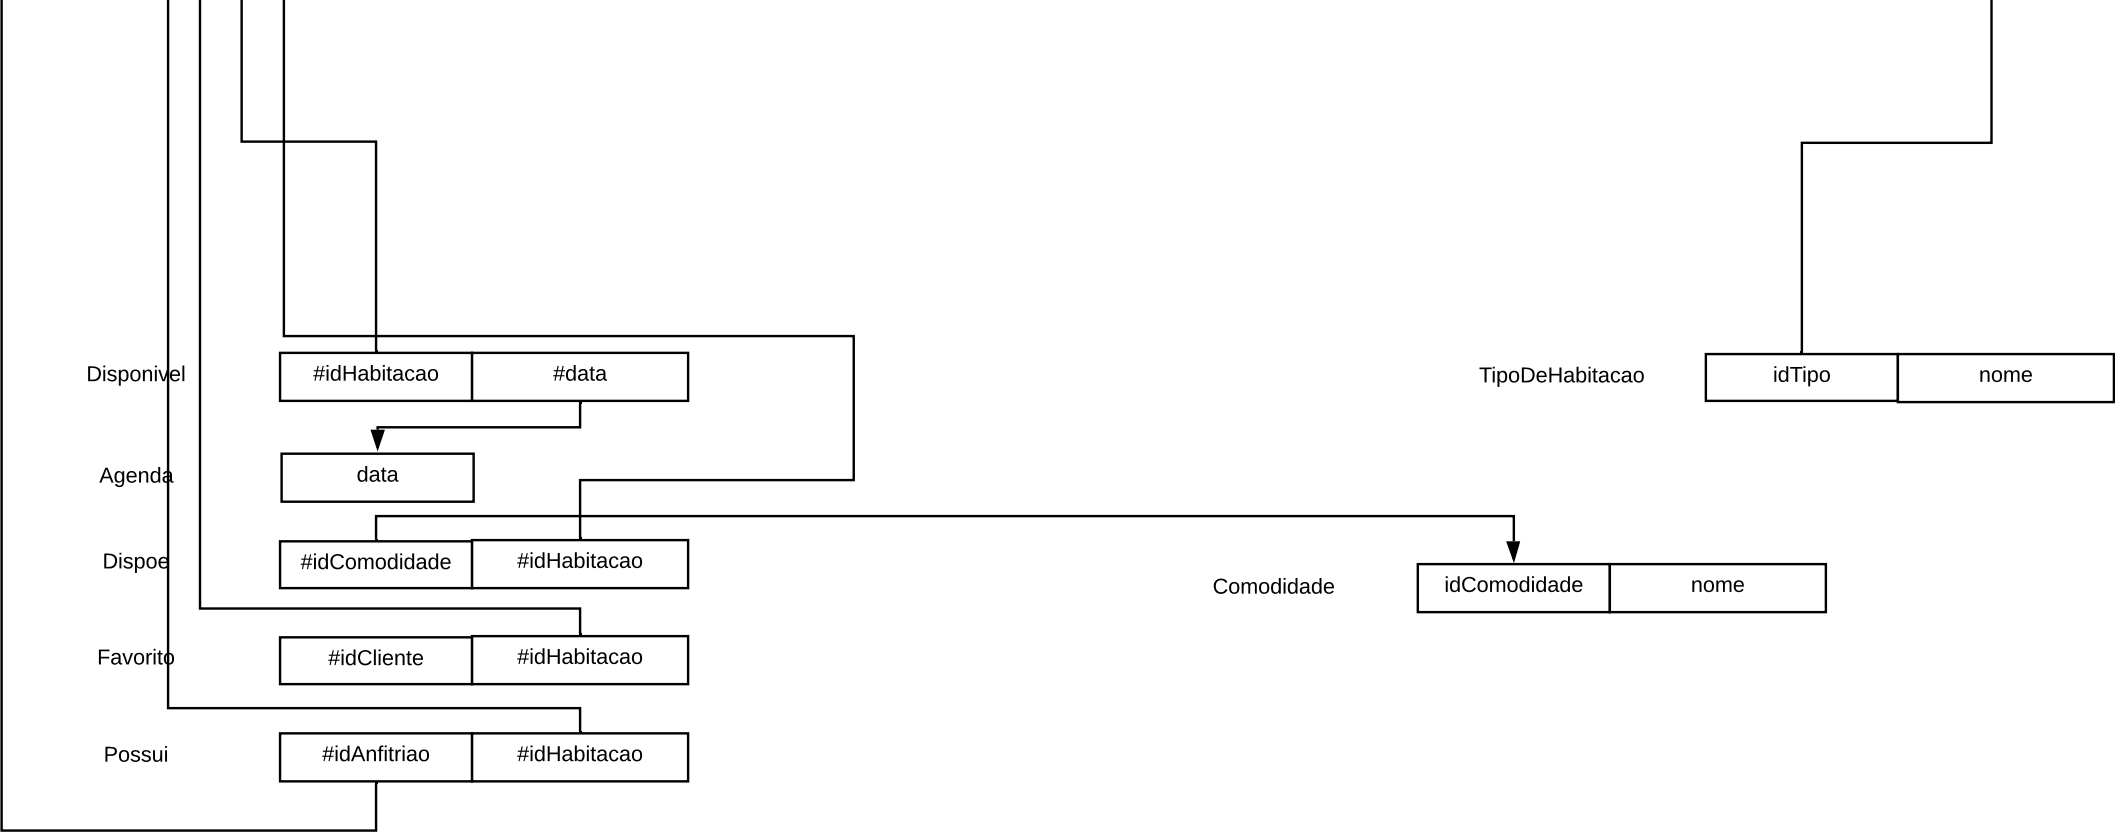 Disponivel #idHabitacao #data
TipoDeHabitacao idTipo nome
Agenda data
Dispoe #idComodidade #idHabitacao
Comodidade idComodidade nome
Favorito #idCliente #idHabitacao
Possui #idAnfitriao #idHabitacao